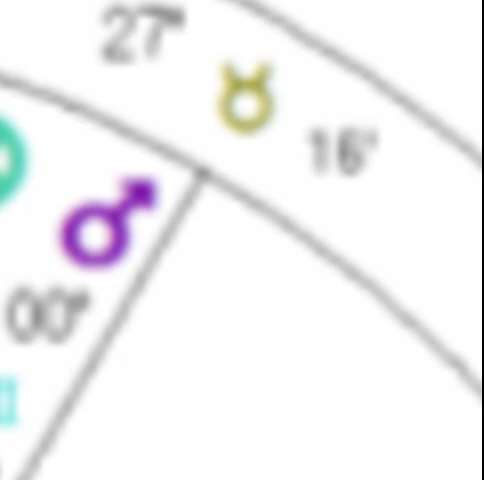 27° ♉ 16'
♂
00°
♊